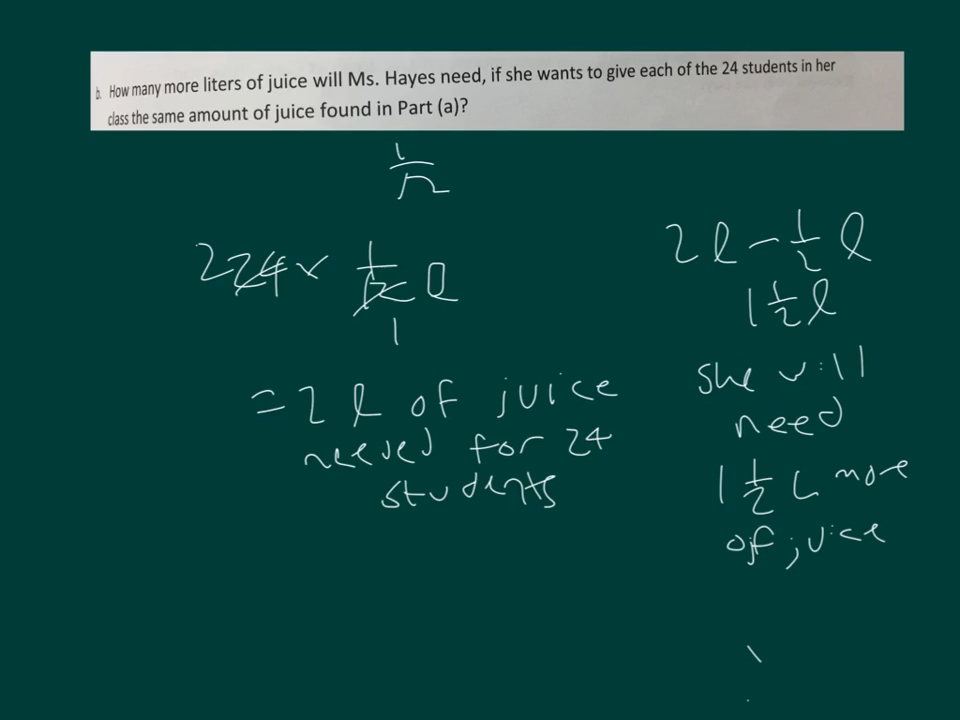 b. How many more liters of juice will Ms. Hayes need, if she wants to give each of the 24 students in her
class the same amount of juice found in Part (a)?
1/12
2 24 × 1/12 l
1
= 2 l of juice
needed for 24
students
2 l - 1/2 l
1 1/2 l
she will
need
1 1/2 L more
of juice